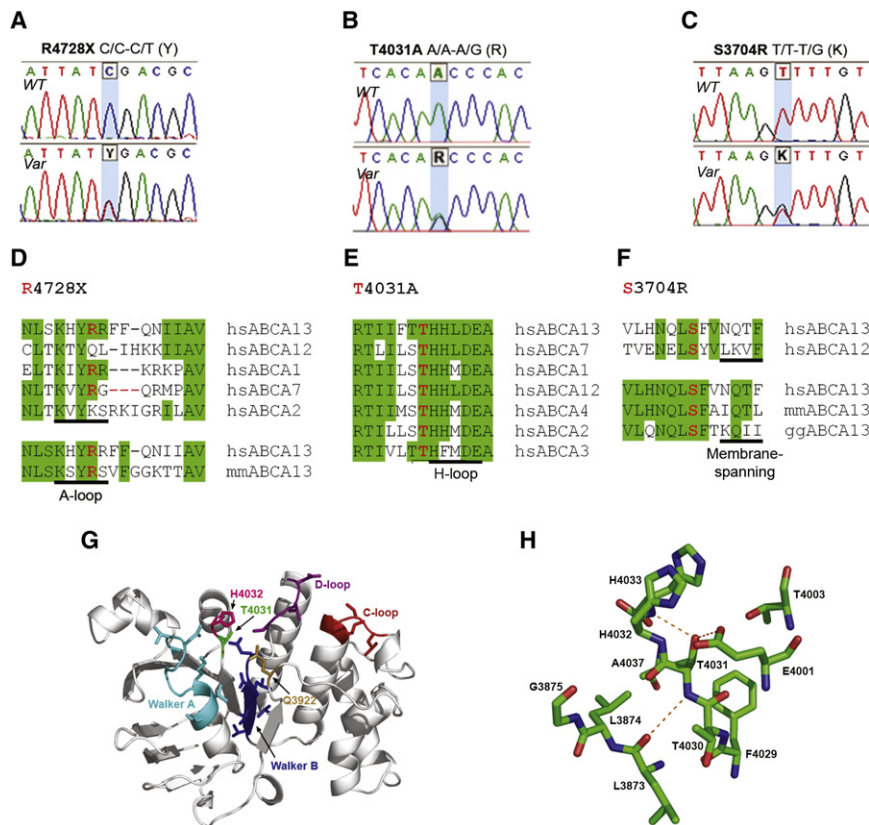 A
R4728X C/C-C/T (Y)
A T T A T C G A C G C
WT
A T T A T Y G A C G C
Var
B
T4031A A/A-A/G (R)
T C A C A A C C C A C
WT
T C A C A R C C C A C
Var
C
S3704R T/T-T/G (K)
T T A A G T T T T G T
WT
T T A A G K T T T G T
Var
D
R4728X
NLSKHYRRFF-QNIIAV hsABCA13
CLTKTYQL-IHKKIIAV hsABCA12
ELTKIYRR---KRKPAV hsABCA1
NLTKVYRG---QRMPAV hsABCA7
NLTKVYKSRKIGRILAV hsABCA2
NLSKHYRRFF-QNIIAV hsABCA13
NLSKSYRSVFGGKTTAV mmABCA13
A-loop
E
T4031A
RTIIFTTHHLDEA hsABCA13
RTLILSTHHLDEA hsABCA7
RTIILSTHHMDEA hsABCA1
RTIILSTHHLDEA hsABCA12
RTIIMSTHHMDEA hsABCA4
RTILLSTHHMDEA hsABCA2
RTIVLTTHFMDEA hsABCA3
H-loop
F
S3704R
VLHNQLSFVNQTF hsABCA13
TVENELSYVLKVF hsABCA12
VLHNQLSFVNQTF hsABCA13
VLHNQLSFAIQTL mmABCA13
VLQNQLSFTKQII ggABCA13
Membrane-
spanning
G
H4032
T4031
D-loop
C-loop
Walker A
Q3922
Walker B
H
H4033
T4003
H4032
A4037
T4031
E4001
G3875
L3874
T4030
F4029
L3873